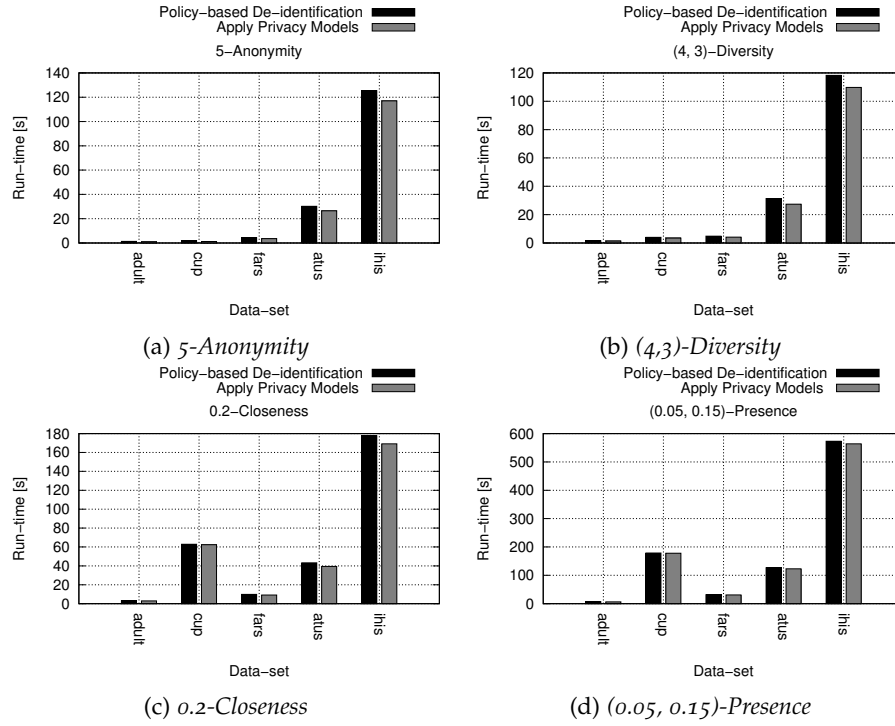 Policy-based De-identification
Apply Privacy Models
5-Anonymity
140
120
100
80
60
40
20
0
Run-time [s]
adult
cup
fars
atus
ihis
Data-set
(a) 5-Anonymity
Policy-based De-identification
Apply Privacy Models
(4, 3)-Diversity
120
100
80
60
40
20
0
Run-time [s]
adult
cup
fars
atus
ihis
Data-set
(b) (4,3)-Diversity
Policy-based De-identification
Apply Privacy Models
0.2-Closeness
180
160
140
120
100
80
60
40
20
0
Run-time [s]
adult
cup
fars
atus
ihis
Data-set
(c) 0.2-Closeness
Policy-based De-identification
Apply Privacy Models
(0.05, 0.15)-Presence
600
500
400
300
200
100
0
Run-time [s]
adult
cup
fars
atus
ihis
Data-set
(d) (0.05, 0.15)-Presence